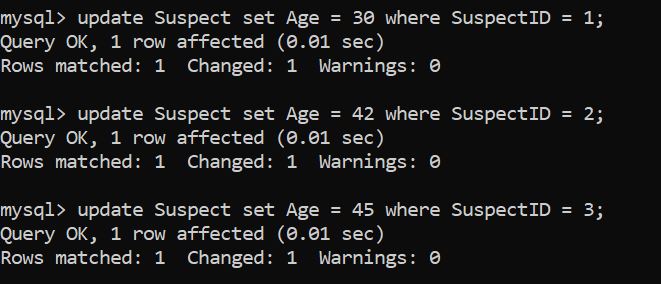 mysql> update Suspect set Age = 30 where SuspectID = 1;
Query OK, 1 row affected (0.01 sec)
Rows matched: 1  Changed: 1  Warnings: 0
mysql> update Suspect set Age = 42 where SuspectID = 2;
Query OK, 1 row affected (0.01 sec)
Rows matched: 1  Changed: 1  Warnings: 0
mysql> update Suspect set Age = 45 where SuspectID = 3;
Query OK, 1 row affected (0.01 sec)
Rows matched: 1  Changed: 1  Warnings: 0